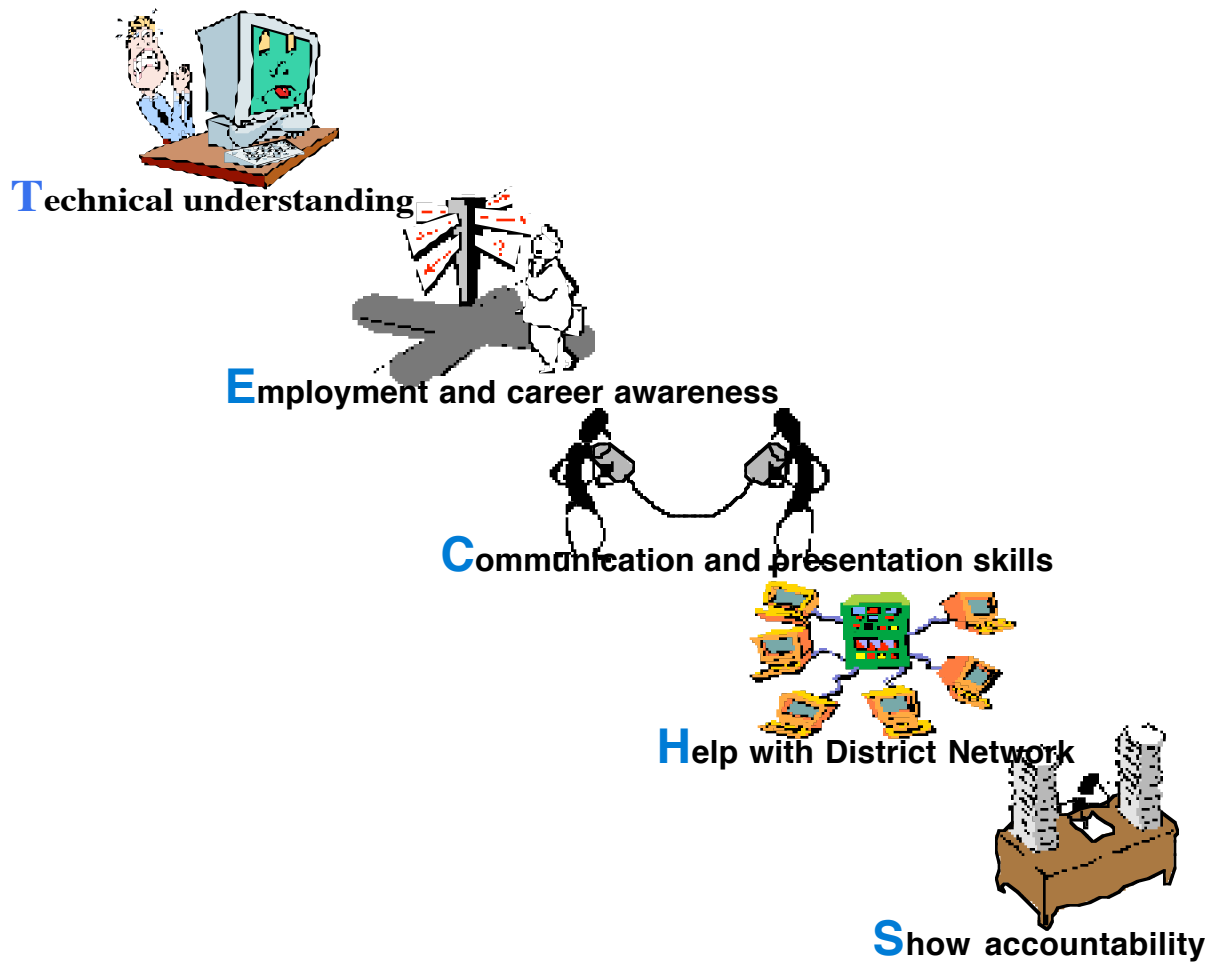 Technical understanding
Employment and career awareness
Communication and presentation skills
Help with District Network
Show accountability